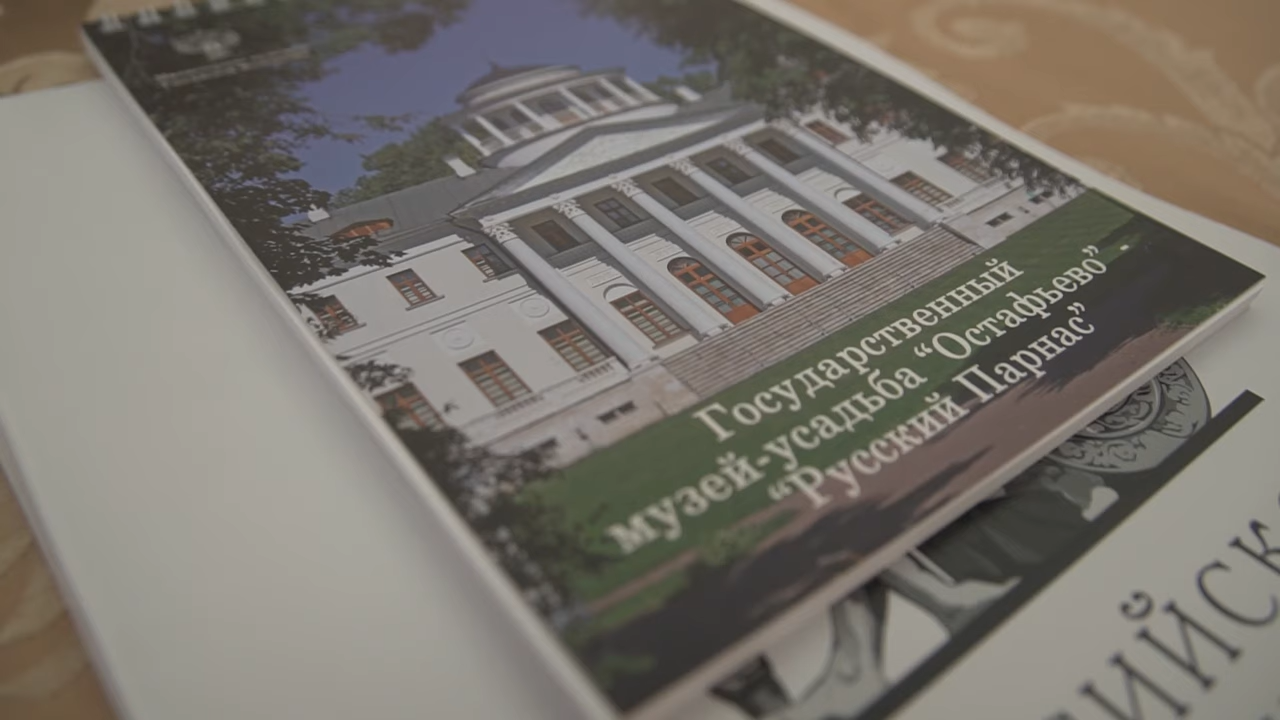 Государственный
музей-усадьба “Остафьево”
“Русский Парнас”
ИЙСК